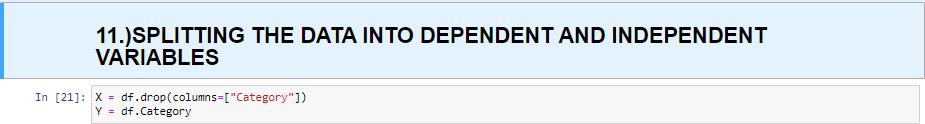 11.)SPLITTING THE DATA INTO DEPENDENT AND INDEPENDENT
VARIABLES
In [21]: X = df.drop(columns=["Category"])
Y = df.Category